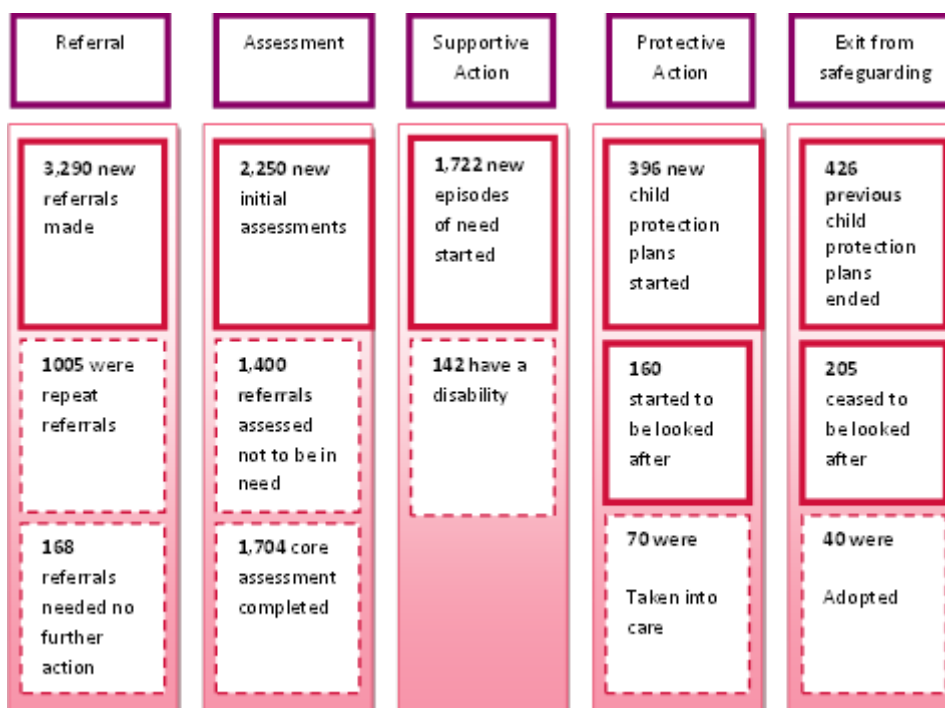 Referral
Assessment
Supportive
Action
Protective
Action
Exit from
safeguarding
3,290 new
referrals
made
1005 were
repeat
referrals
168
referrals
needed no
further
action
2,250 new
initial
assessments
1,400
referrals
assessed
not to be in
need
1,704 core
assessment
completed
1,722 new
episodes
of need
started
142 have a
disability
396 new
child
protection
plans
started
160
started to
be looked
after
70 were
Taken into
care
426
previous
child
protection
plans
ended
205
ceased to
be looked
after
40 were
Adopted